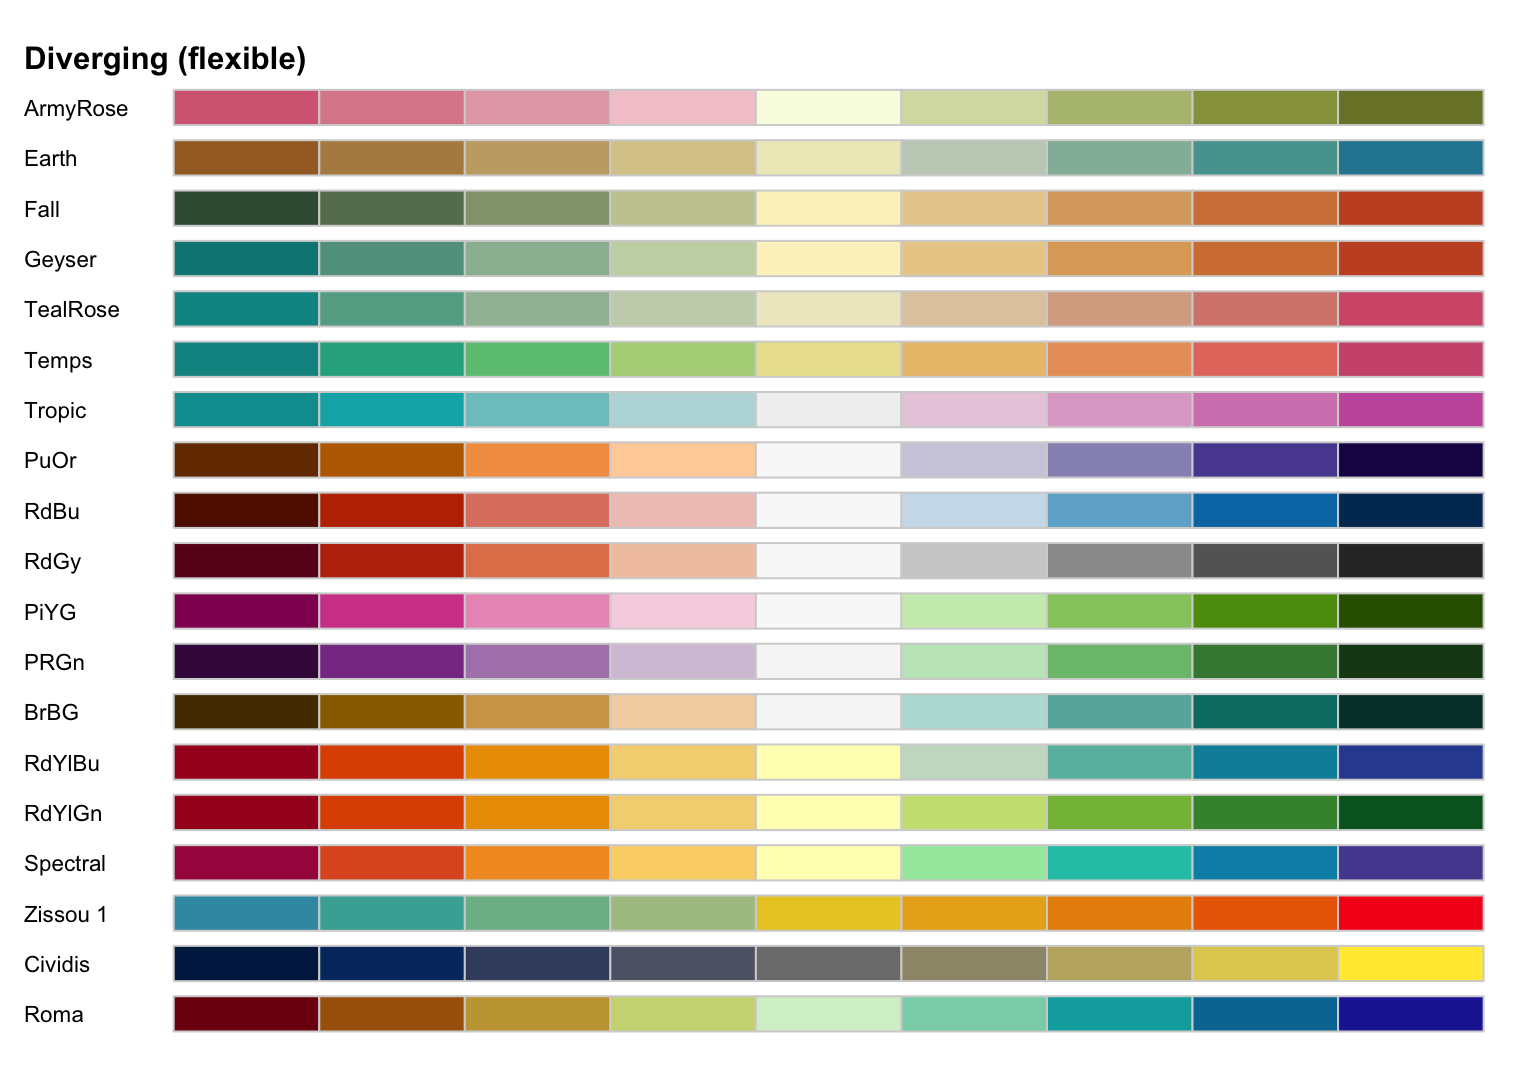 Diverging (flexible)
ArmyRose
Earth
Fall
Geyser
TealRose
Temps
Tropic
PuOr
RdBu
RdGy
PiYG
PRGn
BrBG
RdYlBu
RdYlGn
Spectral
Zissou 1
Cividis
Roma